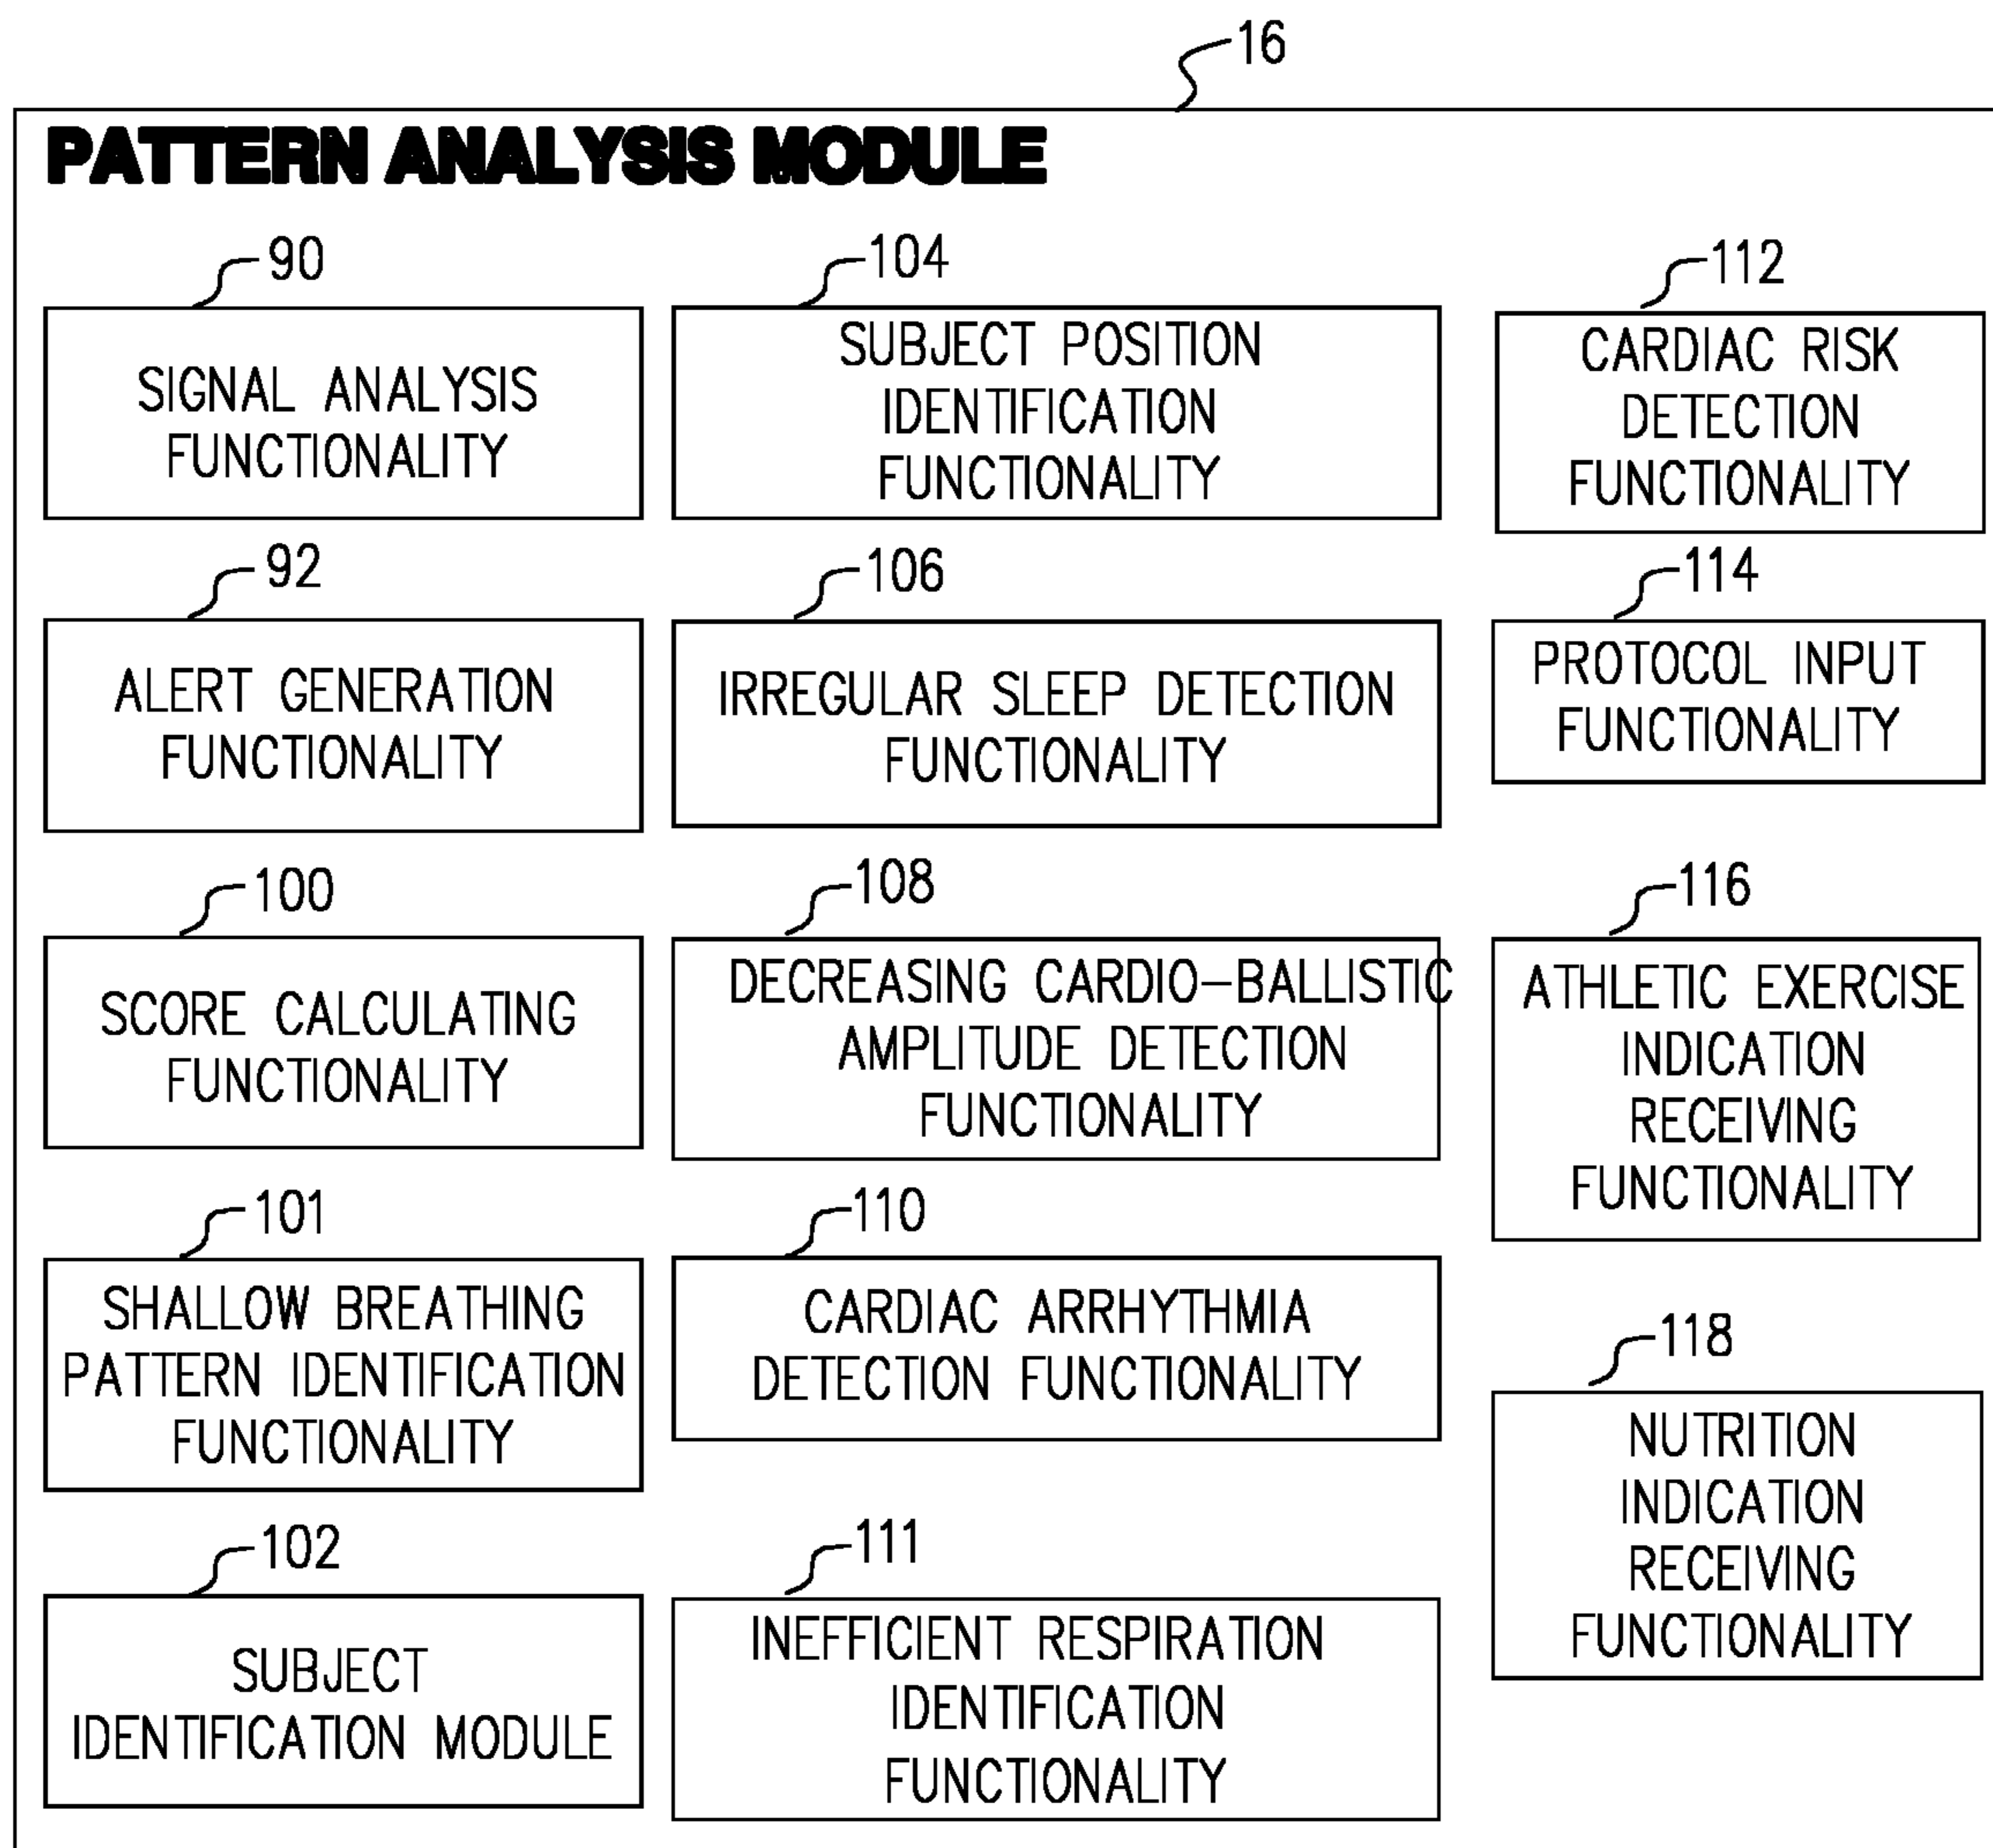 16
PATTERN ANALYSIS MODULE
90
SIGNAL ANALYSIS
FUNCTIONALITY
92
ALERT GENERATION
FUNCTIONALITY
100
SCORE CALCULATING
FUNCTIONALITY
101
SHALLOW BREATHING
PATTERN IDENTIFICATION
FUNCTIONALITY
102
SUBJECT
IDENTIFICATION MODULE
104
SUBJECT POSITION
IDENTIFICATION
FUNCTIONALITY
106
IRREGULAR SLEEP DETECTION
FUNCTIONALITY
108
DECREASING CARDIO-BALLISTIC
AMPLITUDE DETECTION
FUNCTIONALITY
110
CARDIAC ARRHYTHMIA
DETECTION FUNCTIONALITY
111
INEFFICIENT RESPIRATION
IDENTIFICATION
FUNCTIONALITY
112
CARDIAC RISK
DETECTION
FUNCTIONALITY
114
PROTOCOL INPUT
FUNCTIONALITY
116
ATHLETIC EXERCISE
INDICATION
RECEIVING
FUNCTIONALITY
118
NUTRITION
INDICATION
RECEIVING
FUNCTIONALITY